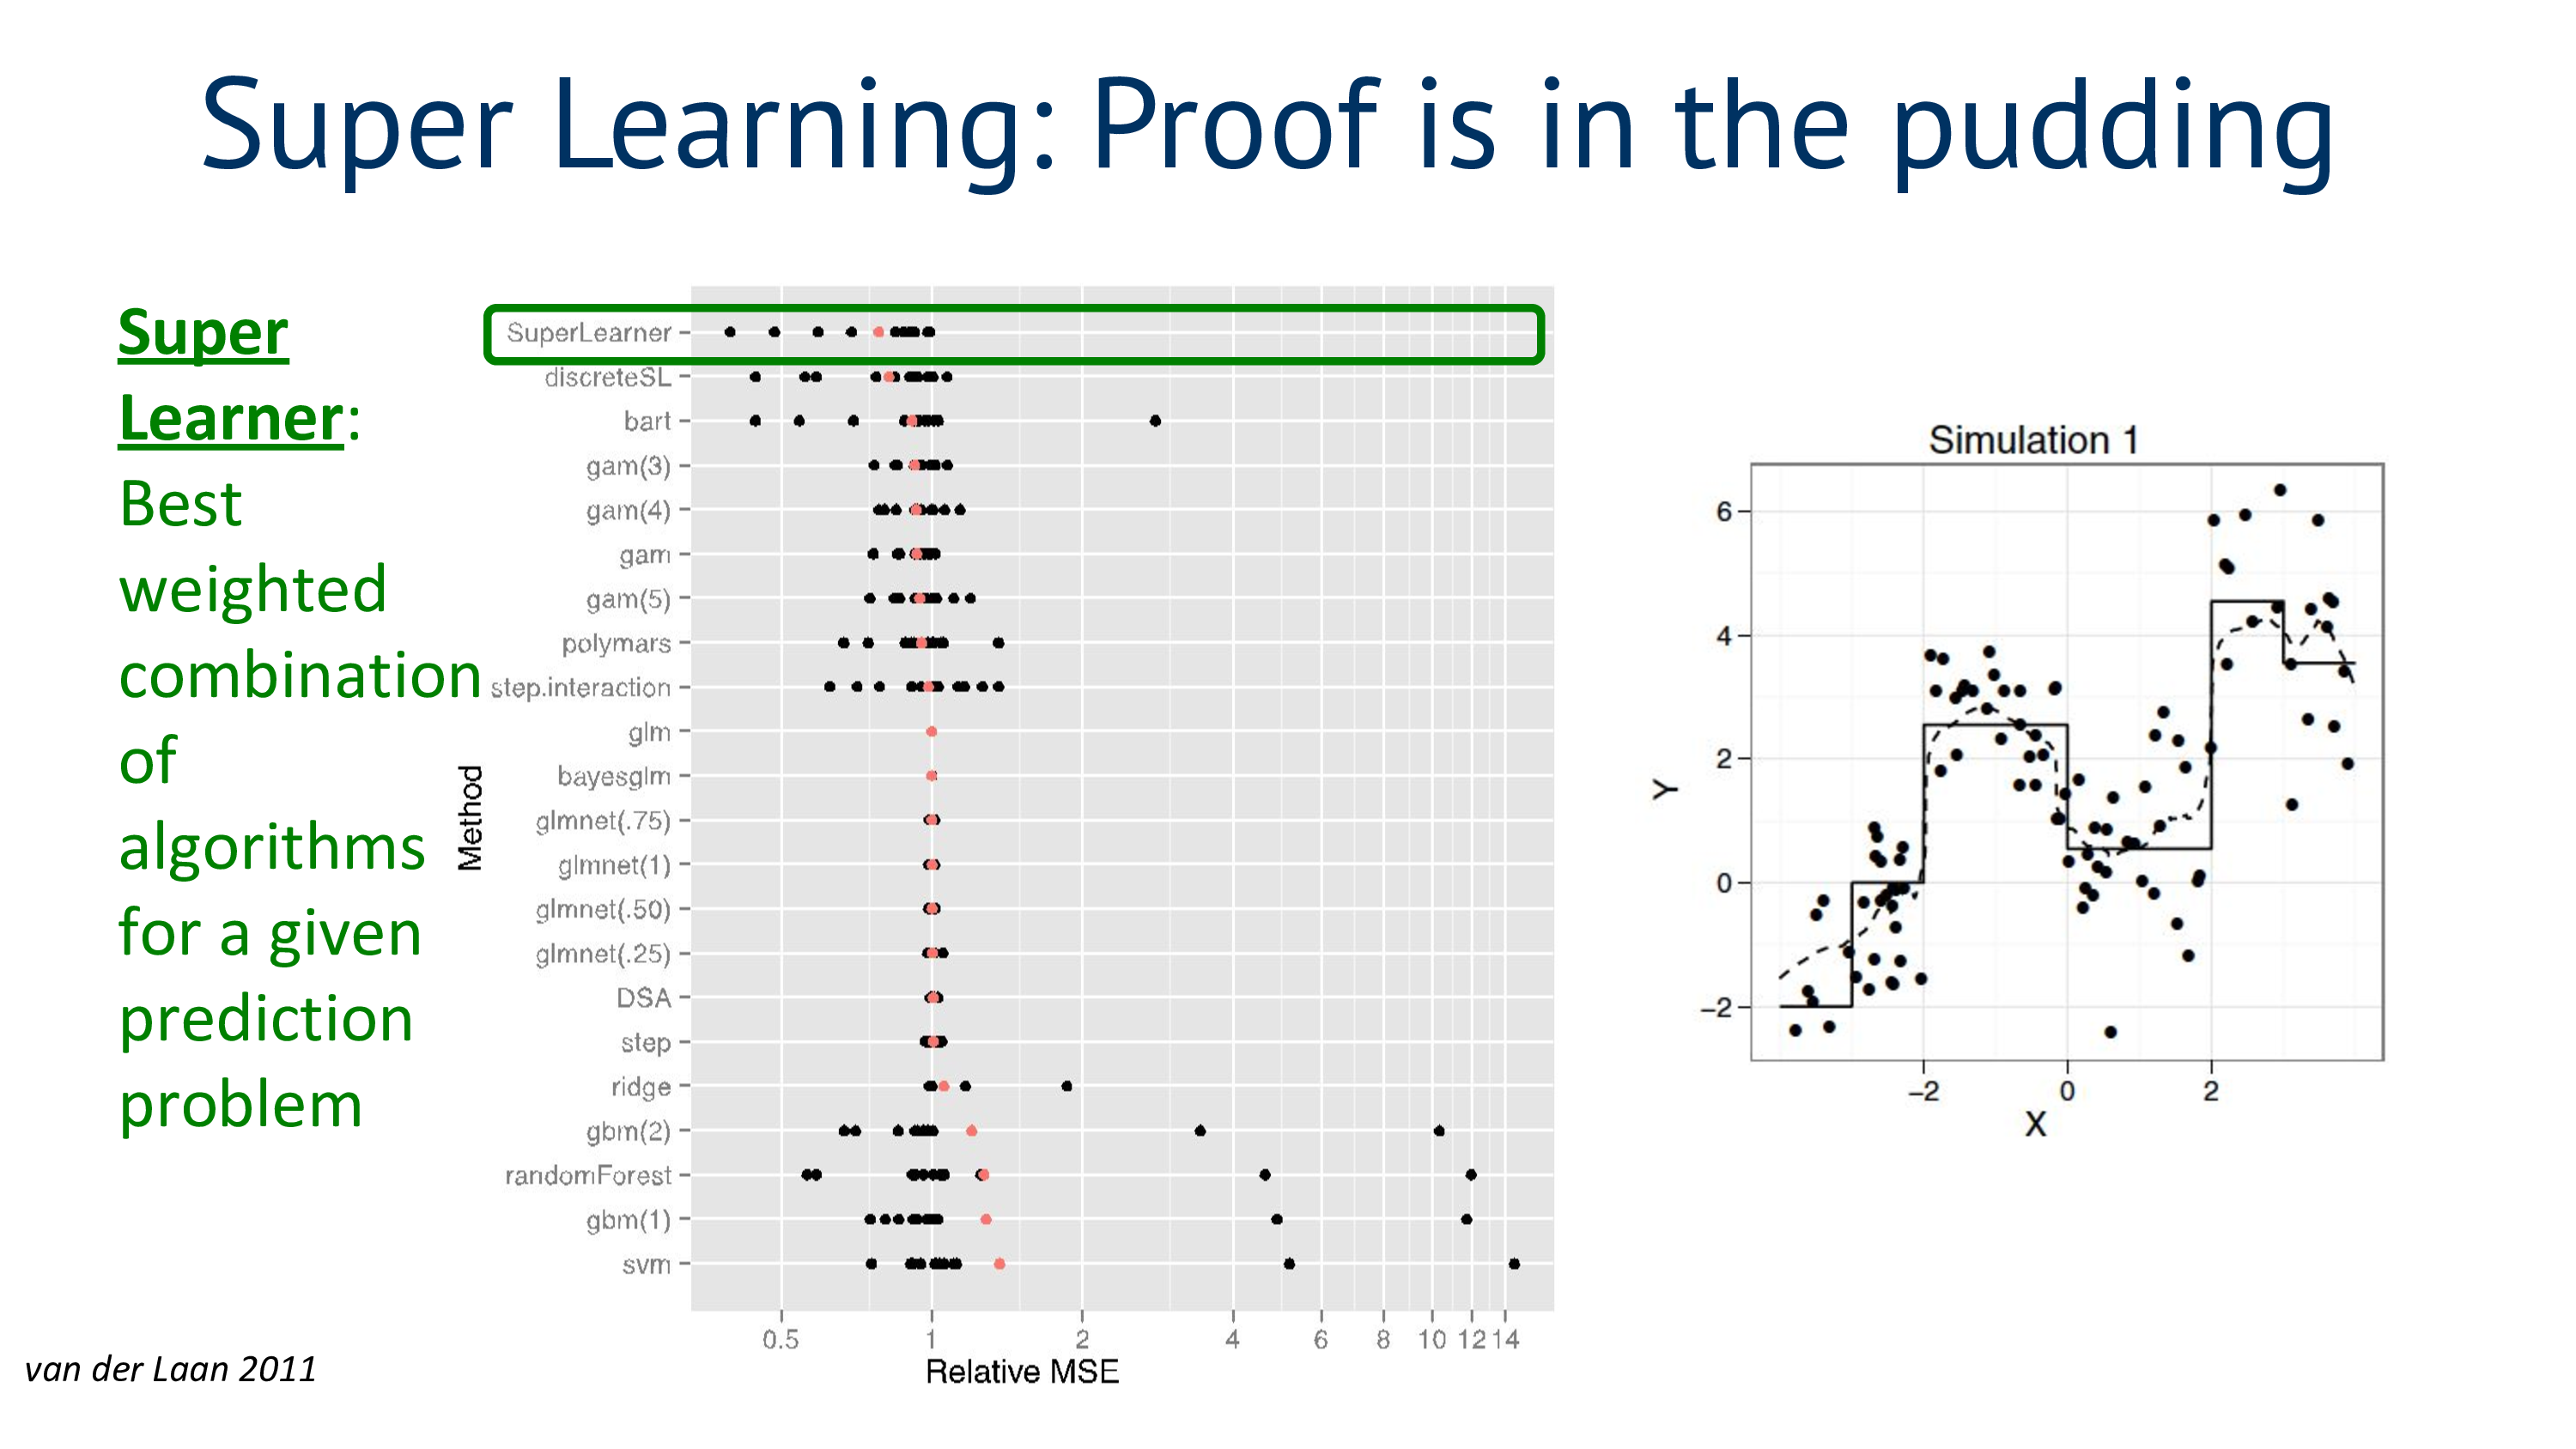 Super Learning: Proof is in the pudding
Super
Learner:
Best
weighted
combination
of
algorithms
for a given
prediction
problem
Method
SuperLearner
discreteSL
bart
gam(3)
gam(4)
gam
gam(5)
polymars
step.interaction
glm
bayesglm
glmnet(.75)
glmnet(1)
glmnet(.50)
glmnet(.25)
DSA
step
ridge
gbm(2)
randomForest
gbm(1)
svm
0.5 1 2 4 6 8 10 12 14
Relative MSE
Simulation 1
Y
6
4
2
0
−2
−2 0 2
X
van der Laan 2011